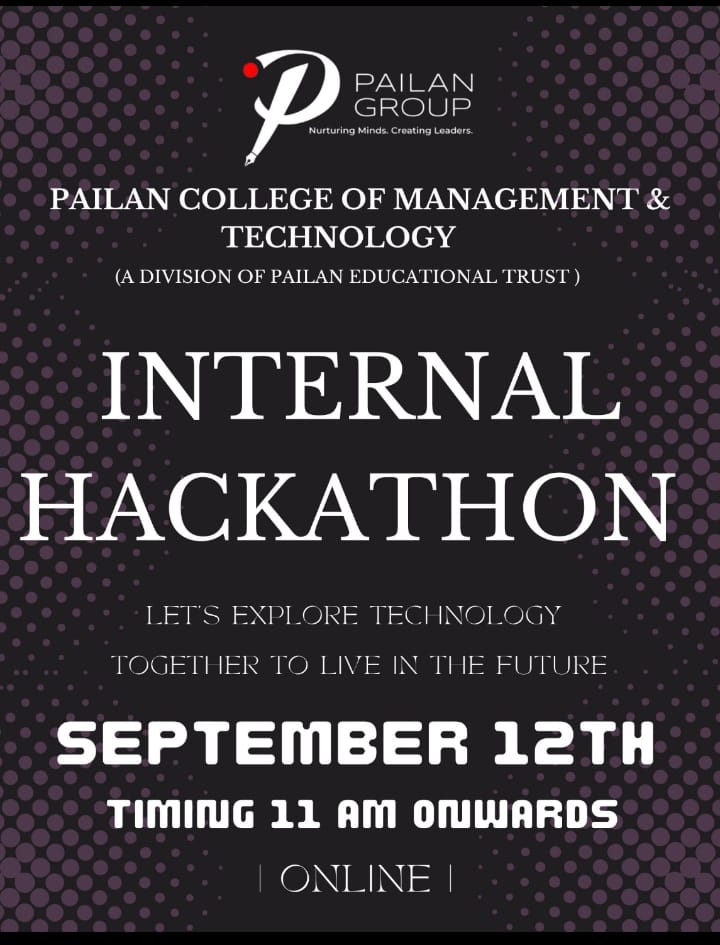 PAILAN
GROUP
Nurturing Minds. Creating Leaders.
PAILAN COLLEGE OF MANAGEMENT &
TECHNOLOGY
(A DIVISION OF PAILAN EDUCATIONAL TRUST )
INTERNAL
HACKATHON
LET'S EXPLORE TECHNOLOGY
TOGETHER TO LIVE IN THE FUTURE
SEPTEMBER 12TH
TIMING 11 AM ONWARDS
| ONLINE |